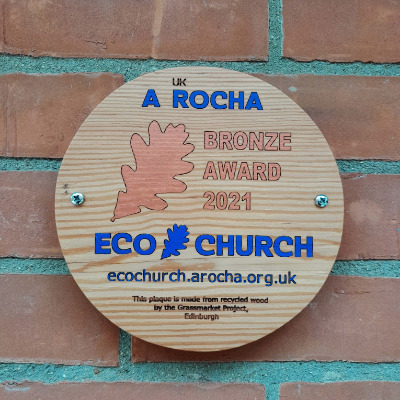 UK
A ROCHA
BRONZE
AWARD
2021
ECO CHURCH
ecochurch.arocha.org.uk
This plaque is made from recycled wood
by the Grassmarket Project,
Edinburgh